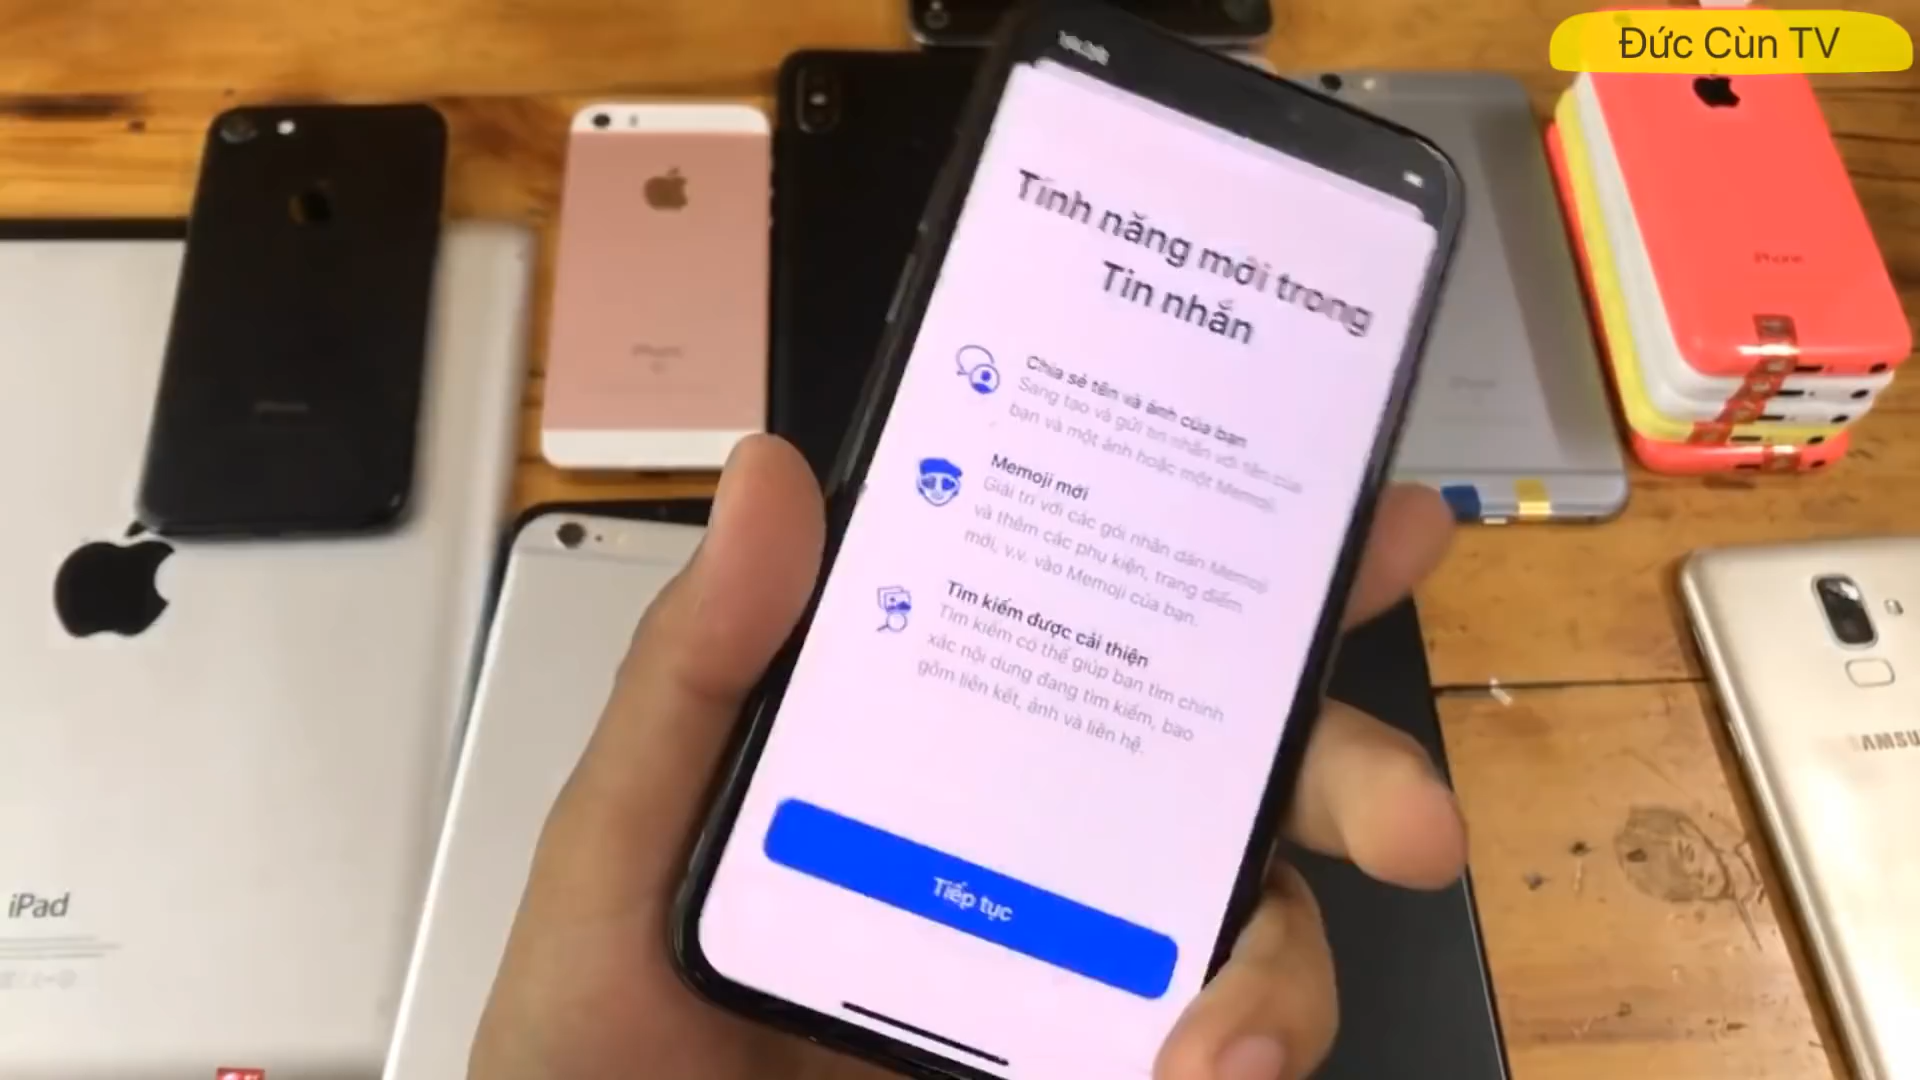 Đức Cùn TV
Tính năng mới trong
Tin nhắn
Chia sẻ tên và ảnh của bạn
Sáng tạo và gửi tin nhắn với tên của
bạn và một ảnh hoặc một Memoji.
Memoji mới
Giải trí với các gói nhãn dán Memoji
và thêm các phụ kiện, trang điểm
mới, v.v. vào Memoji của bạn.
Tìm kiếm được cải thiện
Tìm kiếm có thể giúp bạn tìm chính
xác nội dung đang tìm kiếm, bao
gồm liên kết, ảnh và liên hệ.
Tiếp tục
iPad
iPhone
SAMSU